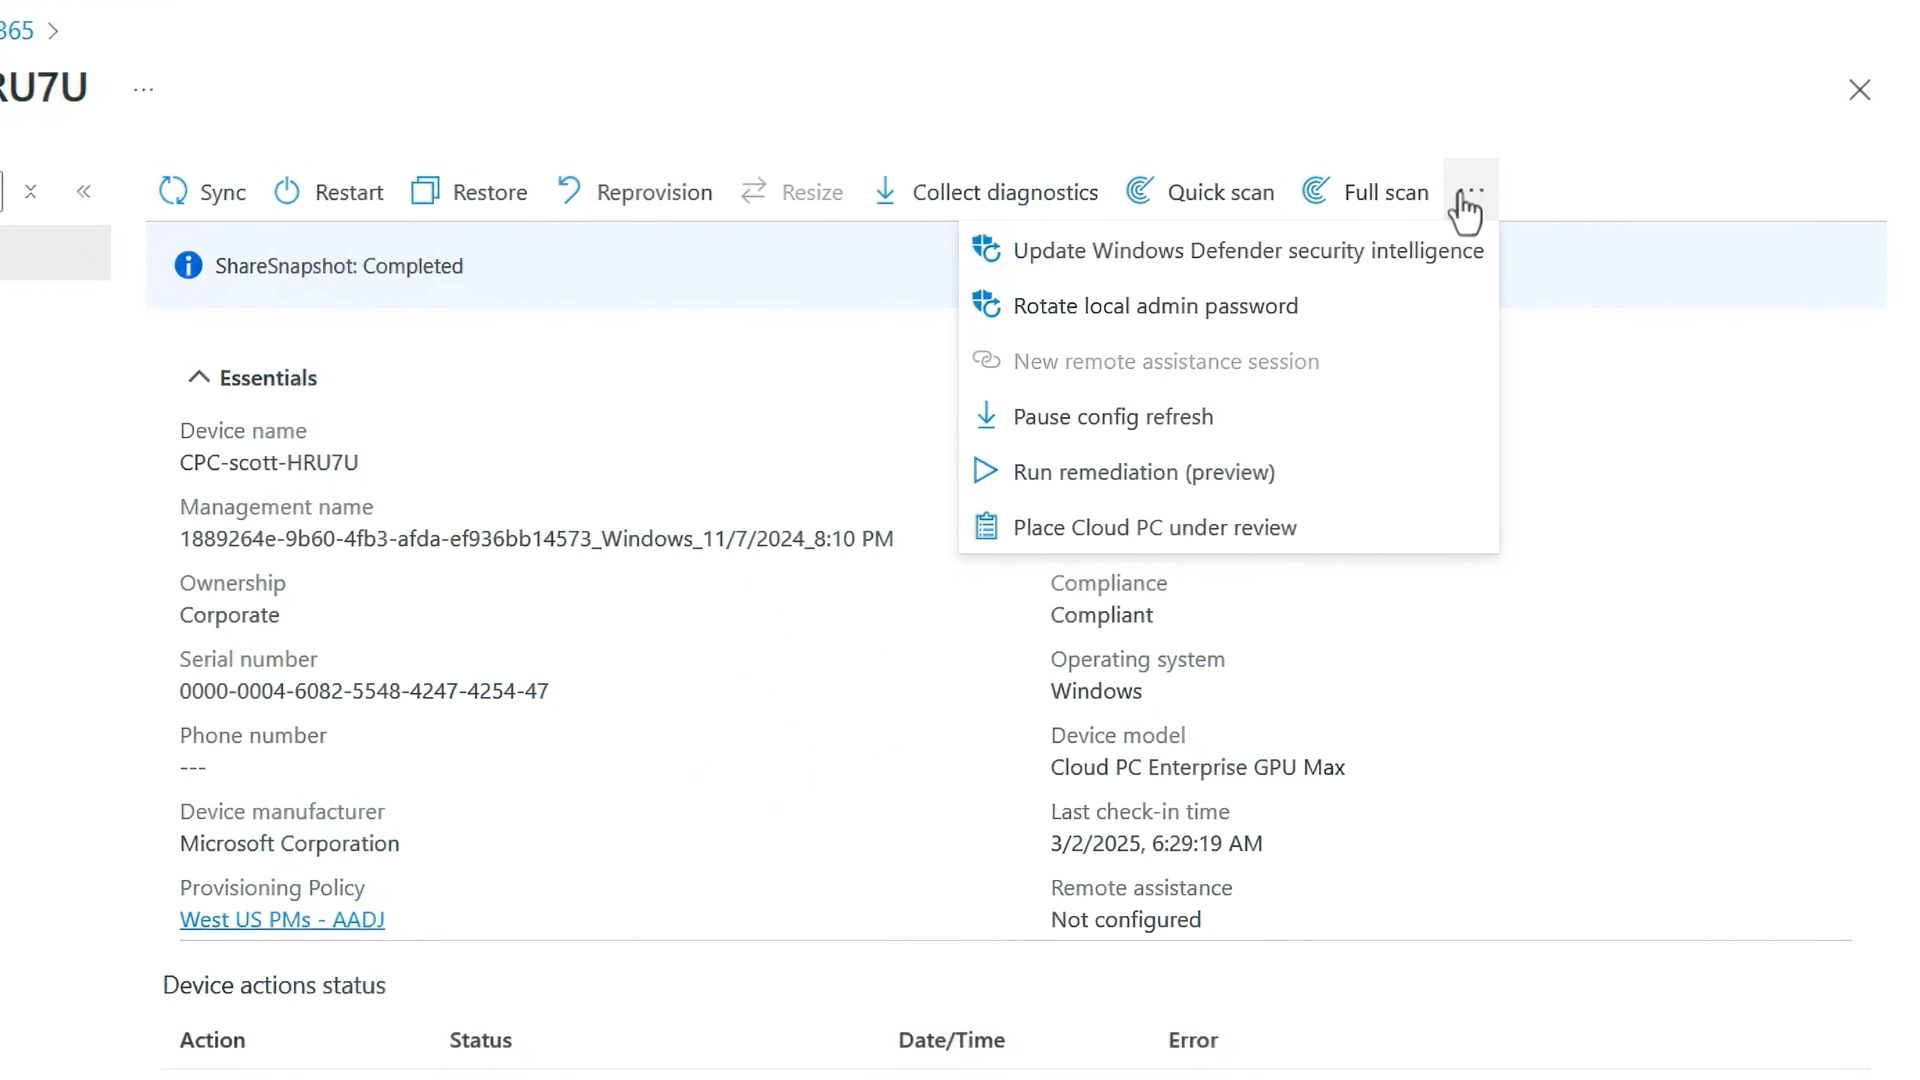 365 >
RU7U ...
Sync Restart Restore Reprovision Resize Collect diagnostics Quick scan Full scan ...
ShareSnapshot: Completed
Update Windows Defender security intelligence
Rotate local admin password
New remote assistance session
Pause config refresh
Run remediation (preview)
Place Cloud PC under review
Essentials
Device name
CPC-scott-HRU7U
Management name
1889264e-9b60-4fb3-afda-ef936bb14573_Windows_11/7/2024_8:10 PM
Ownership
Corporate
Serial number
0000-0004-6082-5548-4247-4254-47
Phone number
---
Device manufacturer
Microsoft Corporation
Provisioning Policy
West US PMs - AADJ
Compliance
Compliant
Operating system
Windows
Device model
Cloud PC Enterprise GPU Max
Last check-in time
3/2/2025, 6:29:19 AM
Remote assistance
Not configured
Device actions status
Action Status Date/Time Error